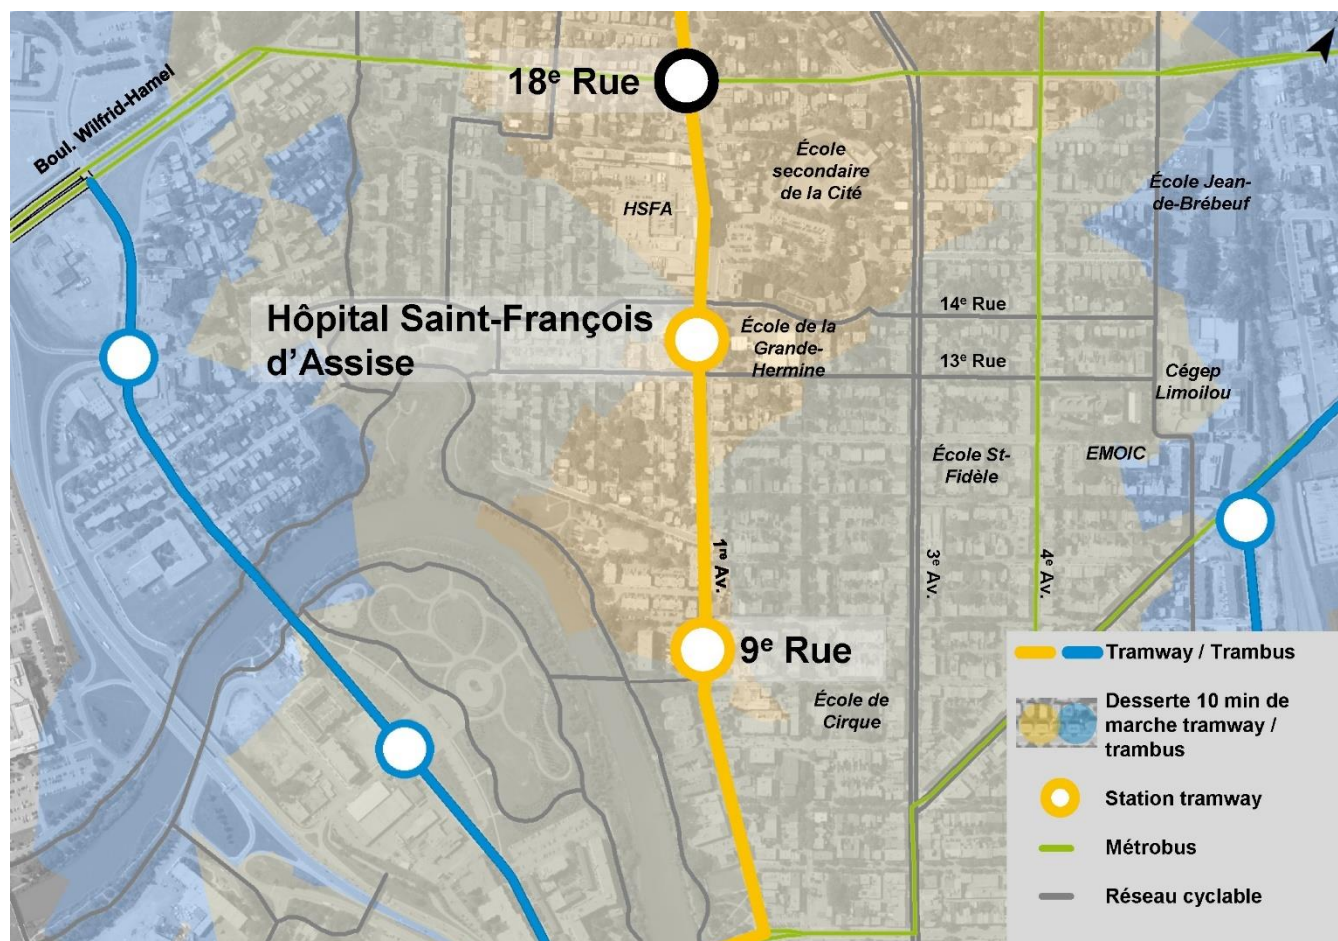 Boul. Wilfrid-Hamel
18e Rue
École
secondaire
de la Cité
École Jean-
de-Brébeuf
HSFA
Hôpital Saint-François
d'Assise
14e Rue
École de la
Grande-
Hermine
13e Rue
Cégep
Limoilou
École St-
Fidèle
EMOIC
1re Av.
3e Av.
4e Av.
9e Rue
École de
Cirque
Tramway / Trambus
Desserte 10 min de
marche tramway /
trambus
Station tramway
Métrobus
Réseau cyclable